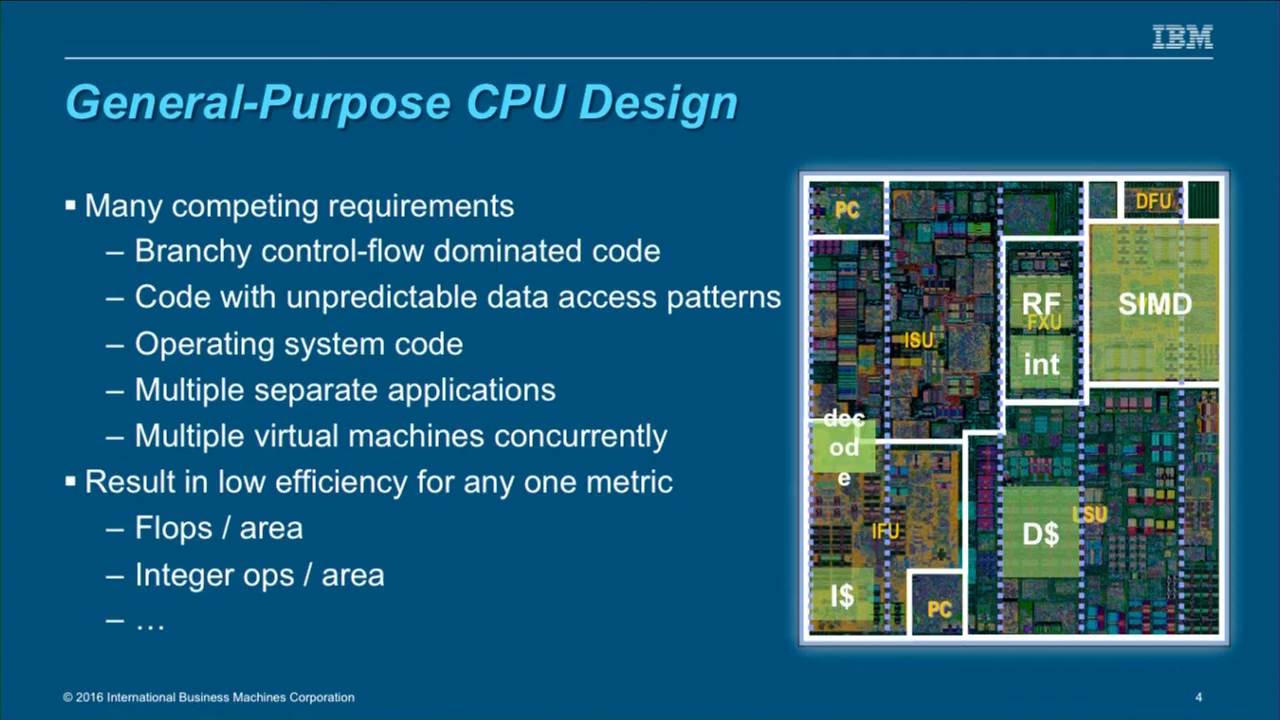 IBM
General-Purpose CPU Design
▪ Many competing requirements
– Branchy control-flow dominated code
– Code with unpredictable data access patterns
– Operating system code
– Multiple separate applications
– Multiple virtual machines concurrently
▪ Result in low efficiency for any one metric
– Flops / area
– Integer ops / area
– …
PC
DFU
RF
FXU
SIMD
ISU
int
dec
od
e
IFU
D$
LSU
I$
PC
© 2016 International Business Machines Corporation
4